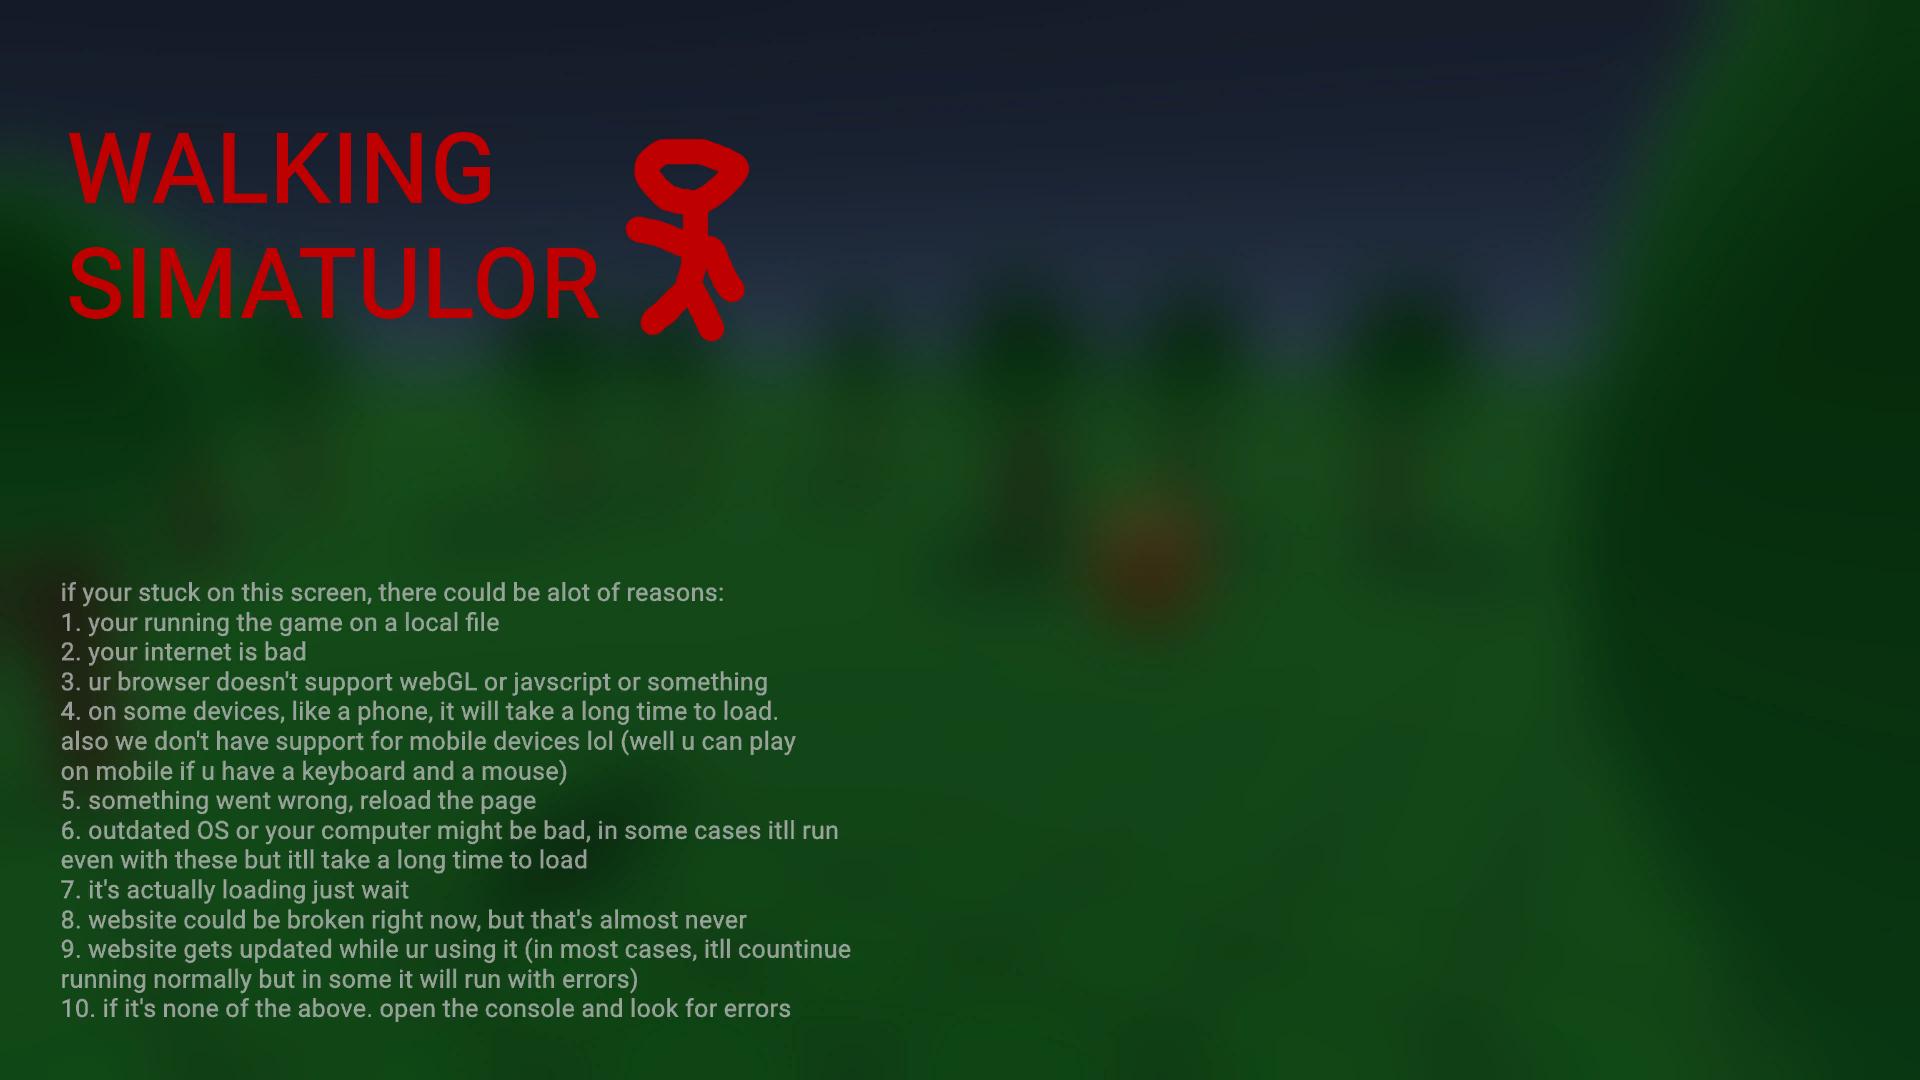 WALKING
SIMATULOR
if your stuck on this screen, there could be alot of reasons:
1. your running the game on a local file
2. your internet is bad
3. ur browser doesn't support webGL or javscript or something
4. on some devices, like a phone, it will take a long time to load.
also we don't have support for mobile devices lol (well u can play
on mobile if u have a keyboard and a mouse)
5. something went wrong, reload the page
6. outdated OS or your computer might be bad, in some cases itll run
even with these but itll take a long time to load
7. it's actually loading just wait
8. website could be broken right now, but that's almost never
9. website gets updated while ur using it (in most cases, itll countinue
running normally but in some it will run with errors)
10. if it's none of the above. open the console and look for errors